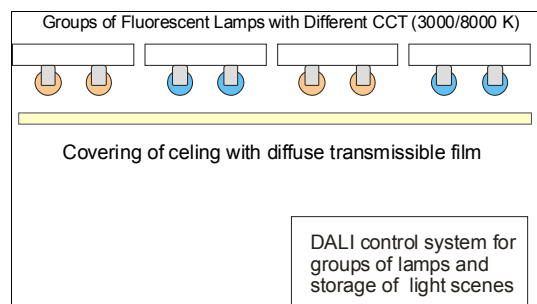 Groups of Fluorescent Lamps with Different CCT (3000/8000 K)
Covering of celing with diffuse transmissible film
DALI control system for
groups of lamps and
storage of light scenes